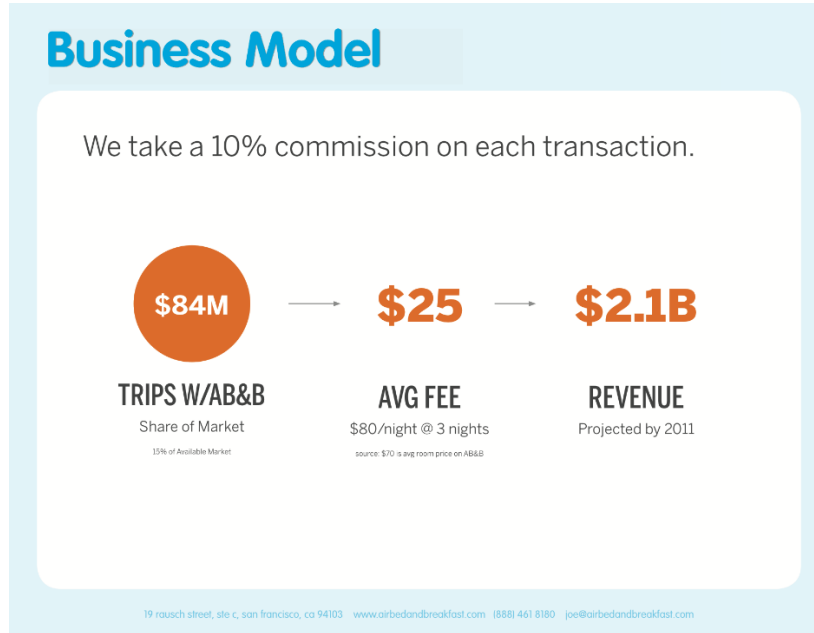 Business Model
We take a 10% commission on each transaction.
$84M
$25
$2.1B
TRIPS W/AB&B
AVG FEE
REVENUE
Share of Market
$80/night @ 3 nights
Projected by 2011
15% of Available Market
source: $70 is avg room price on AB&B
19 rausch street, ste c, san francisco, ca 94103 www.airbedandbreakfast.com (888) 461 8180 joe@airbedandbreakfast.com